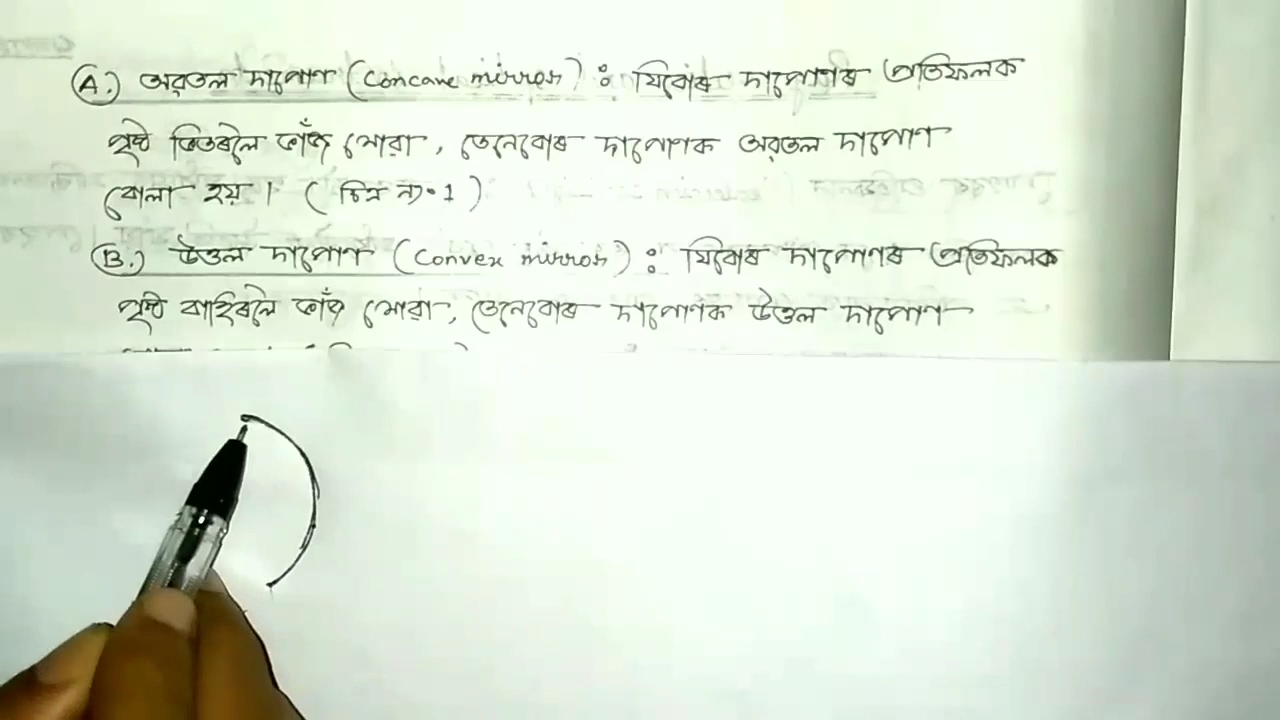 (A.) অৱতল দাপোণ (concave mirror) : যিবোৰ দাপোণৰ প্ৰতিফলক
পৃষ্ঠ ভিতৰলৈ ভাঁজ খোৱা, তেনেবোৰ দাপোণক অৱতল দাপোণ
বোলা হয়। (চিত্ৰ নং-1)
(B.) উত্তল দাপোণ (convex mirror) : যিবোৰ দাপোণৰ প্ৰতিফলক
পৃষ্ঠ বাহিৰলৈ ভাঁজ খোৱা, তেনেবোৰ দাপোণক উত্তল দাপোণ